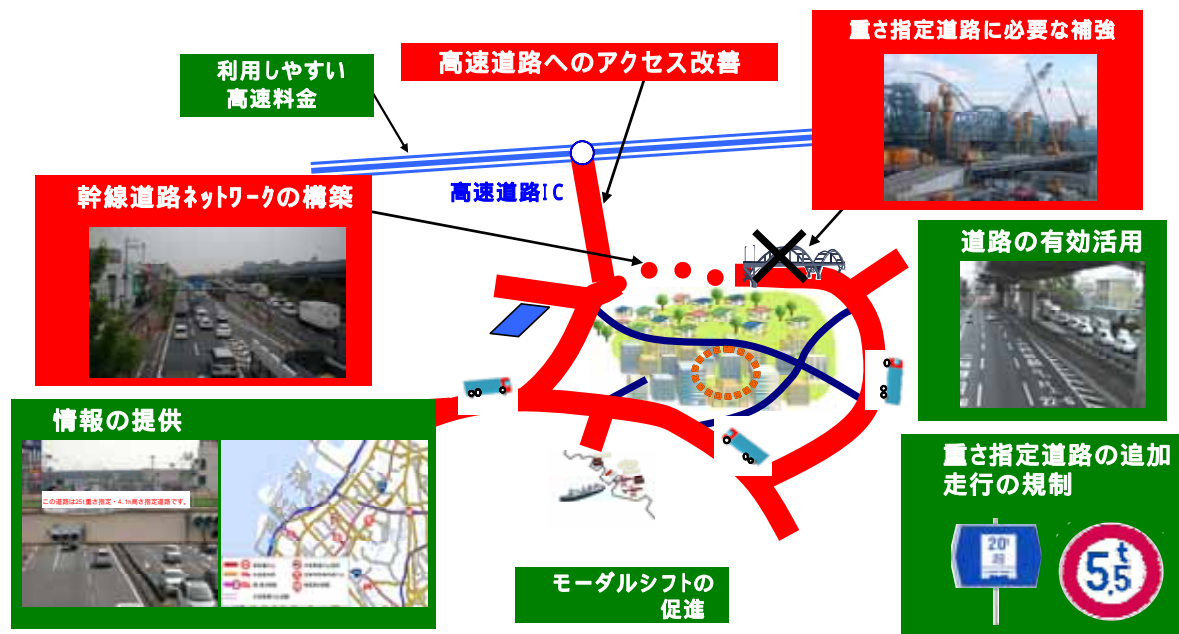 利用しやすい
高速料金
高速道路へのアクセス改善
重さ指定道路に必要な補強
高速道路IC
幹線道路ネットワークの構築
道路の有効活用
情報の提供
この道路は25t重さ指定・4.1m高さ指定道路です。
重さ指定道路の追加
走行の規制
20t
超
5.5t
モーダルシフトの
促進